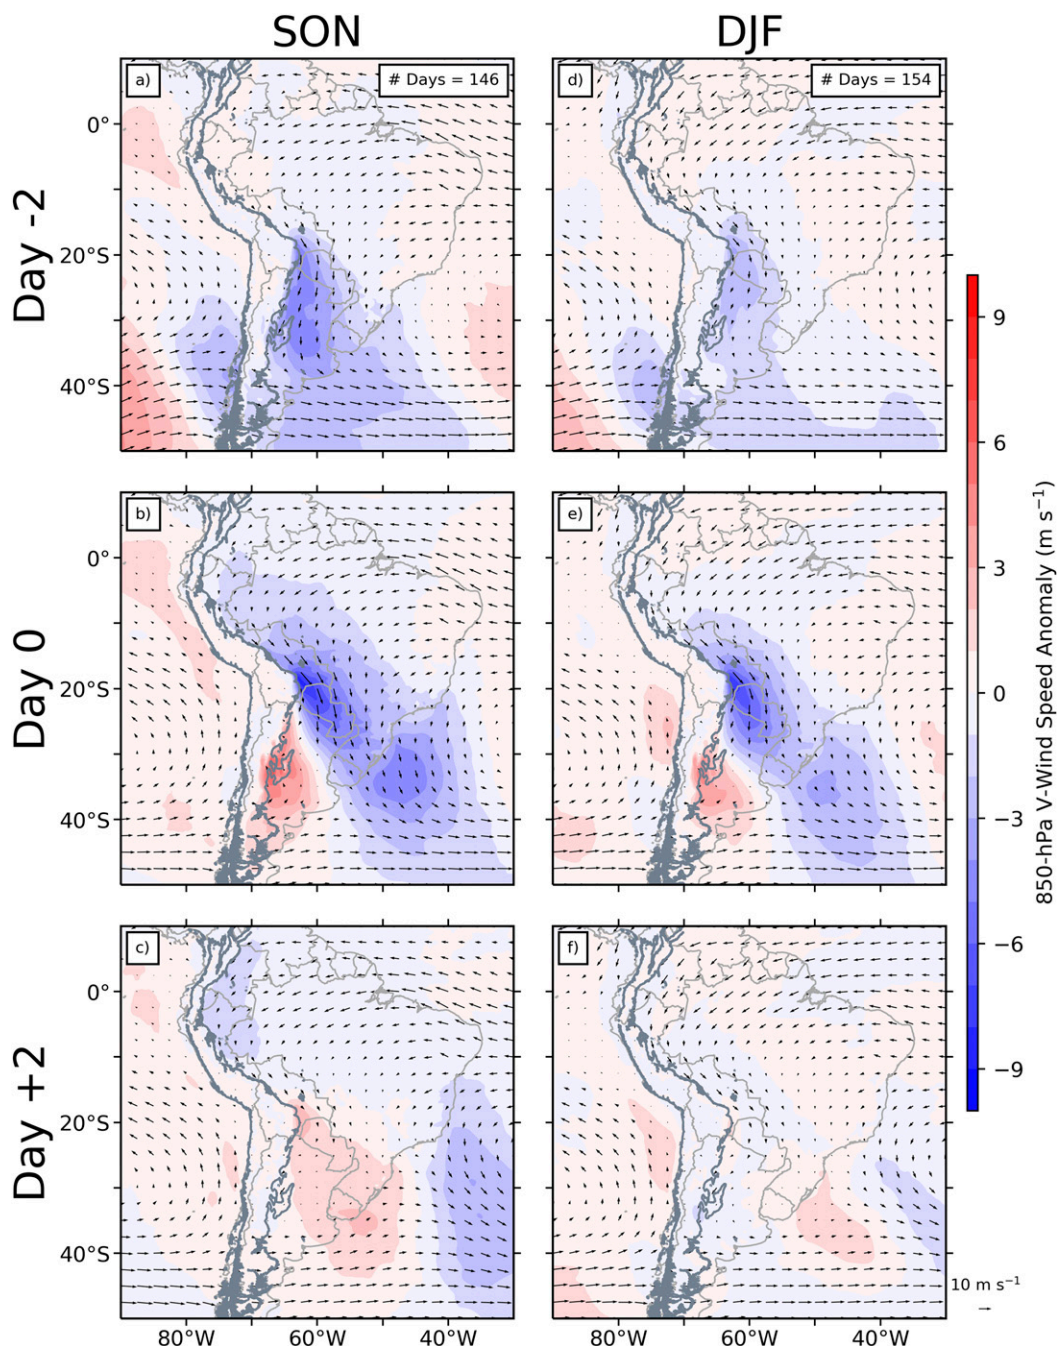 SON DJF
Day -2
a) # Days = 146
d) # Days = 154
0°
20°S
40°S
Day 0
b)
e)
0°
20°S
40°S
Day +2
c)
f)
0°
20°S
40°S
80°W 60°W 40°W
80°W 60°W 40°W
9
6
3
0
−3
−6
−9
850-hPa V-Wind Speed Anomaly (m s⁻¹)
10 m s⁻¹